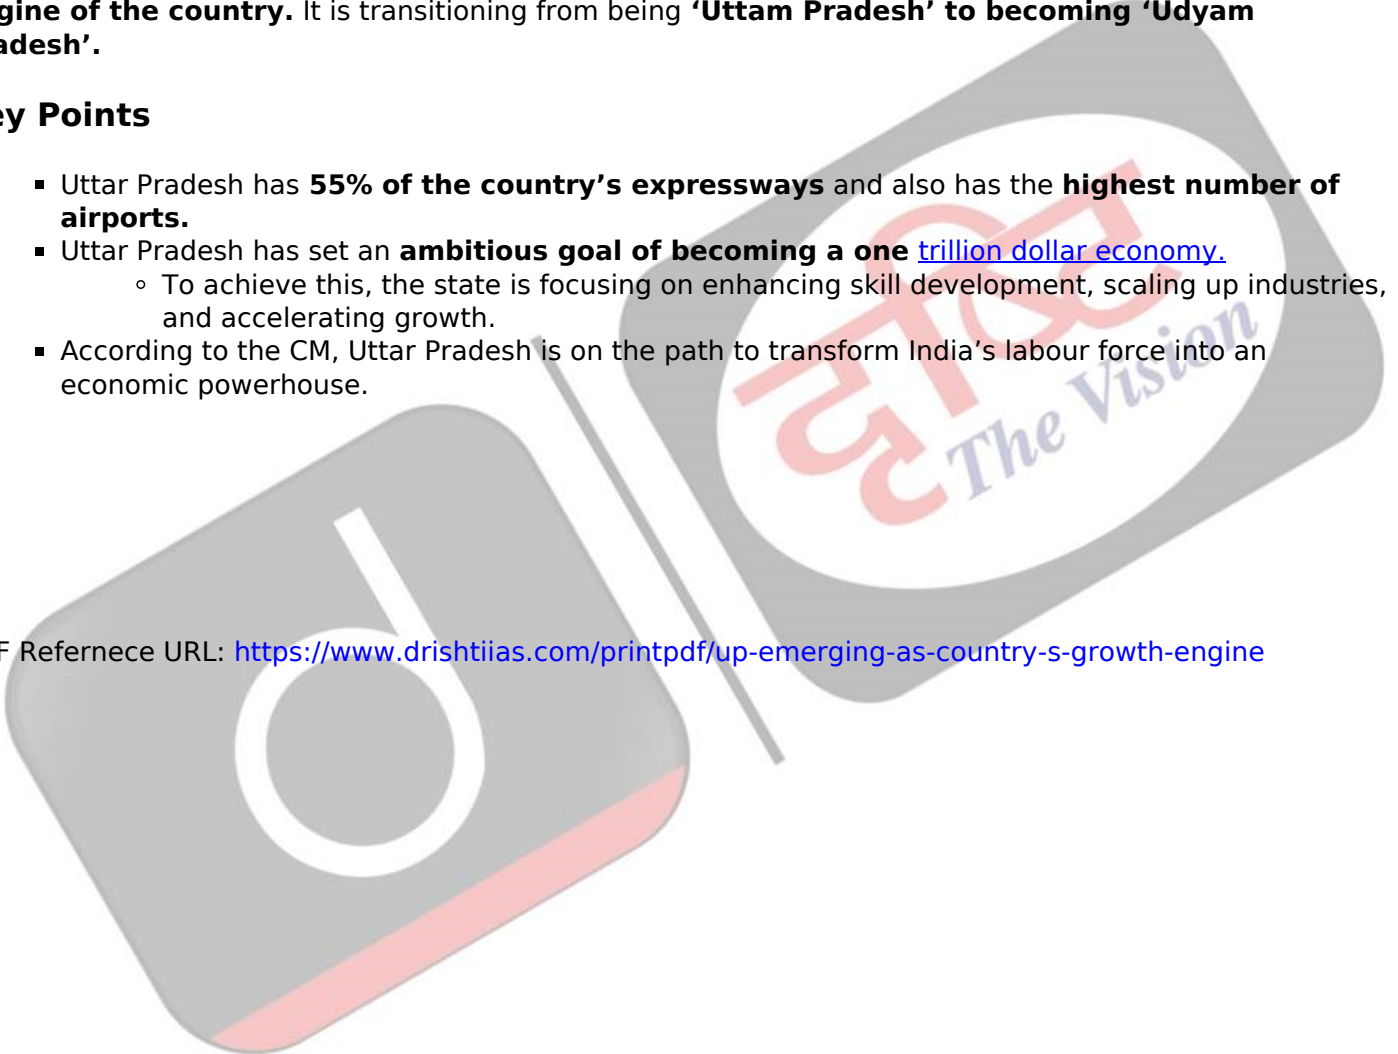 gine of the country. It is transitioning from being ‘Uttam Pradesh’ to becoming ‘Udyam
adesh’.
ey Points
▪ Uttar Pradesh has 55% of the country’s expressways and also has the highest number of
airports.
▪ Uttar Pradesh has set an ambitious goal of becoming a one trillion dollar economy.
◦ To achieve this, the state is focusing on enhancing skill development, scaling up industries,
and accelerating growth.
▪ According to the CM, Uttar Pradesh is on the path to transform India’s labour force into an
economic powerhouse.
दृष्टि
The Vision
d
F Refernece URL: https://www.drishtiias.com/printpdf/up-emerging-as-country-s-growth-engine